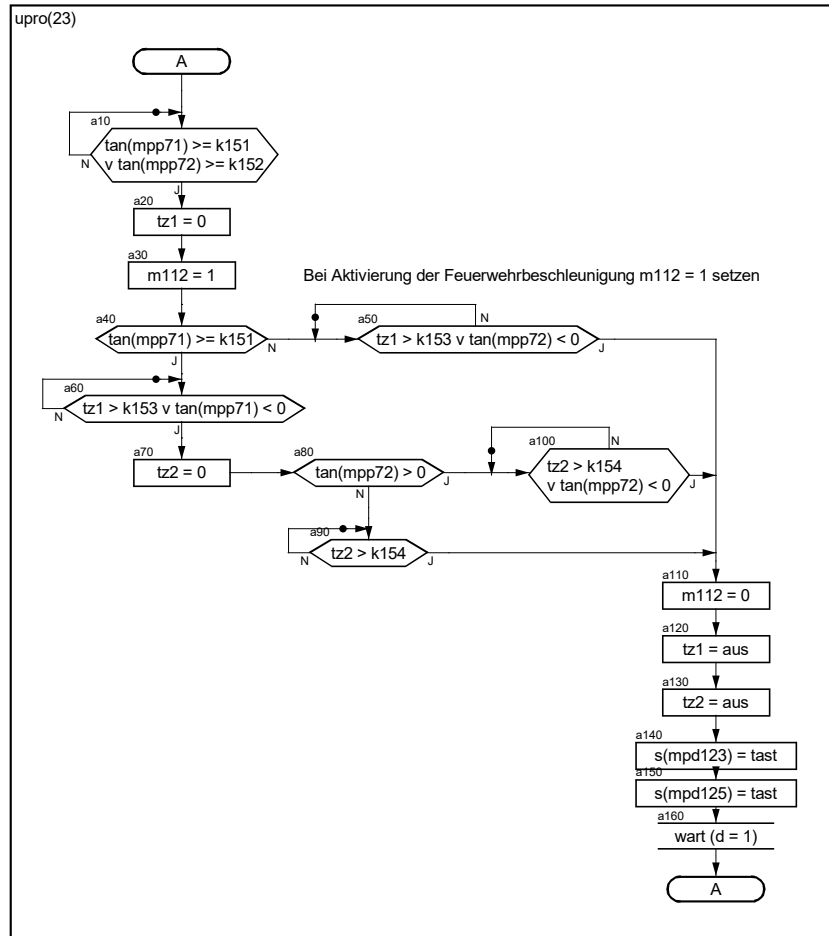 upro(23)
A
a10
tan(mpp71) >= k151
v tan(mpp72) >= k152
N
J
a20
tz1 = 0
a30
m112 = 1
Bei Aktivierung der Feuerwehrbeschleunigung m112 = 1 setzen
a40
tan(mpp71) >= k151
N
J
a50
N
tz1 > k153 v tan(mpp72) < 0
J
a60
tz1 > k153 v tan(mpp71) < 0
N
J
a70
tz2 = 0
a80
tan(mpp72) > 0
J
N
a100
N
tz2 > k154
v tan(mpp72) < 0
J
a90
tz2 > k154
N
J
a110
m112 = 0
a120
tz1 = aus
a130
tz2 = aus
a140
s(mpd123) = tast
a150
s(mpd125) = tast
a160
wart (d = 1)
A